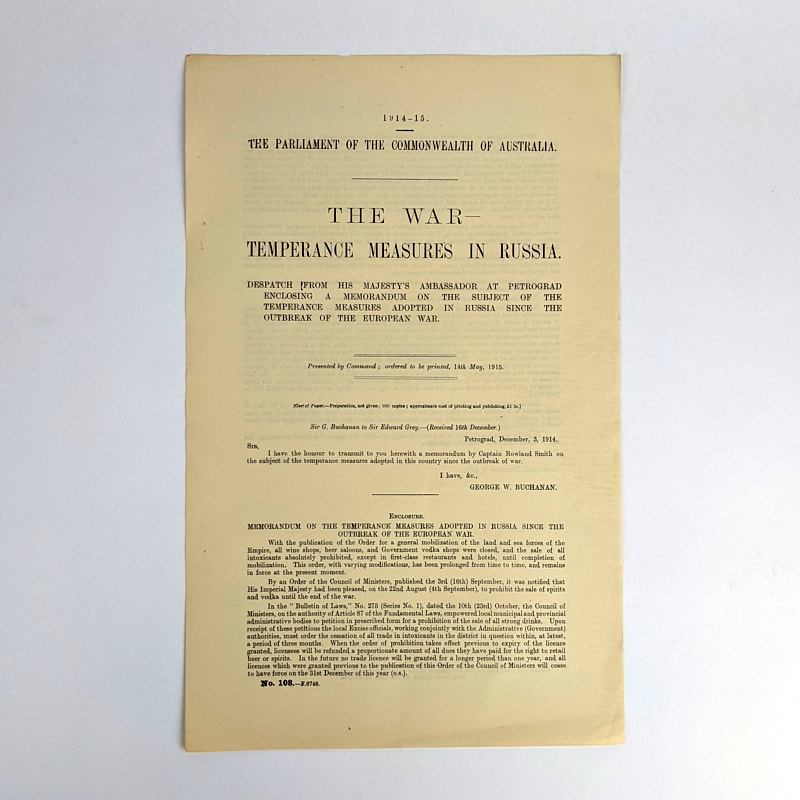 1914–15.
THE PARLIAMENT OF THE COMMONWEALTH OF AUSTRALIA.
THE WAR—
TEMPERANCE MEASURES IN RUSSIA.
DESPATCH FROM HIS MAJESTY'S AMBASSADOR AT PETROGRAD
ENCLOSING A MEMORANDUM ON THE SUBJECT OF THE
TEMPERANCE MEASURES ADOPTED IN RUSSIA SINCE THE
OUTBREAK OF THE EUROPEAN WAR.
Presented by Command; ordered to be printed, 14th May, 1915.
[Cost of Paper.—Preparation, not given; 950 copies; approximate cost of printing and publishing, £1 5s.]
Sir G. Buchanan to Sir Edward Grey.—(Received 16th December.)
Petrograd, December, 3, 1914.
SIR,
I have the honour to transmit to you herewith a memorandum by Captain Rowland Smith on
the subject of the temperance measures adopted in this country since the outbreak of war.
I have, &c.,
GEORGE W. BUCHANAN.
ENCLOSURE.
MEMORANDUM ON THE TEMPERANCE MEASURES ADOPTED IN RUSSIA SINCE THE
OUTBREAK OF THE EUROPEAN WAR.
With the publication of the Order for a general mobilization of the land and sea forces of the
Empire, all wine shops, beer saloons, and Government vodka shops were closed, and the sale of all
intoxicants absolutely prohibited, except in first-class restaurants and hotels, until completion of
mobilization. This order, with varying modifications, has been prolonged from time to time, and remains
in force at the present moment.
By an Order of the Council of Ministers, published the 3rd (16th) September, it was notified that
His Imperial Majesty had been pleased, on the 22nd August (4th September), to prohibit the sale of spirits
and vodka until the end of the war.
In the "Bulletin of Laws," No. 275 (Series No. 1), dated the 10th (23rd) October, the Council of
Ministers, on the authority of Article 87 of the Fundamental Laws, empowered local municipal and provincial
administrative bodies to petition in prescribed form for a prohibition of the sale of all strong drinks. Upon
receipt of these petitions the local Excise officials, working conjointly with the Administrative (Government)
authorities, must order the cessation of all trade in intoxicants in the district in question within, at latest,
a period of three months. When the order of prohibition takes effect previous to expiry of the licence
granted, licensees will be refunded a proportionate amount of all dues they have paid for the right to retail
beer or spirits. In the future no trade licence will be granted for a longer period than one year, and all
licences which were granted previous to the publication of this Order of the Council of Ministers will cease
to have force on the 31st December of this year (o.s.).
No. 108.—F.6748.